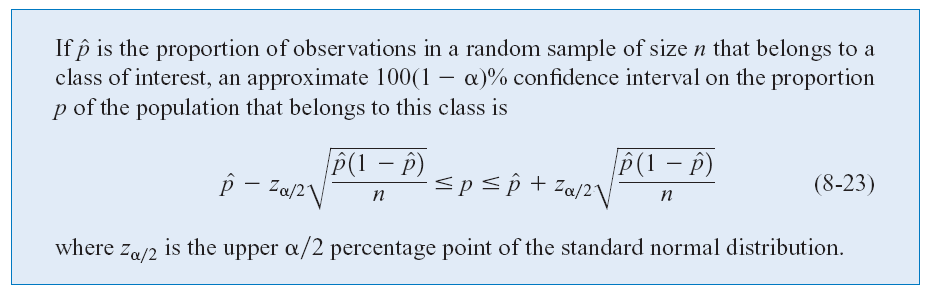 If p̂ is the proportion of observations in a random sample of size n that belongs to a
class of interest, an approximate 100(1 − α)% confidence interval on the proportion
p of the population that belongs to this class is
p̂ − z_{α/2}√(p̂(1 − p̂)/n) ≤ p ≤ p̂ + z_{α/2}√(p̂(1 − p̂)/n) (8-23)
where z_{α/2} is the upper α/2 percentage point of the standard normal distribution.